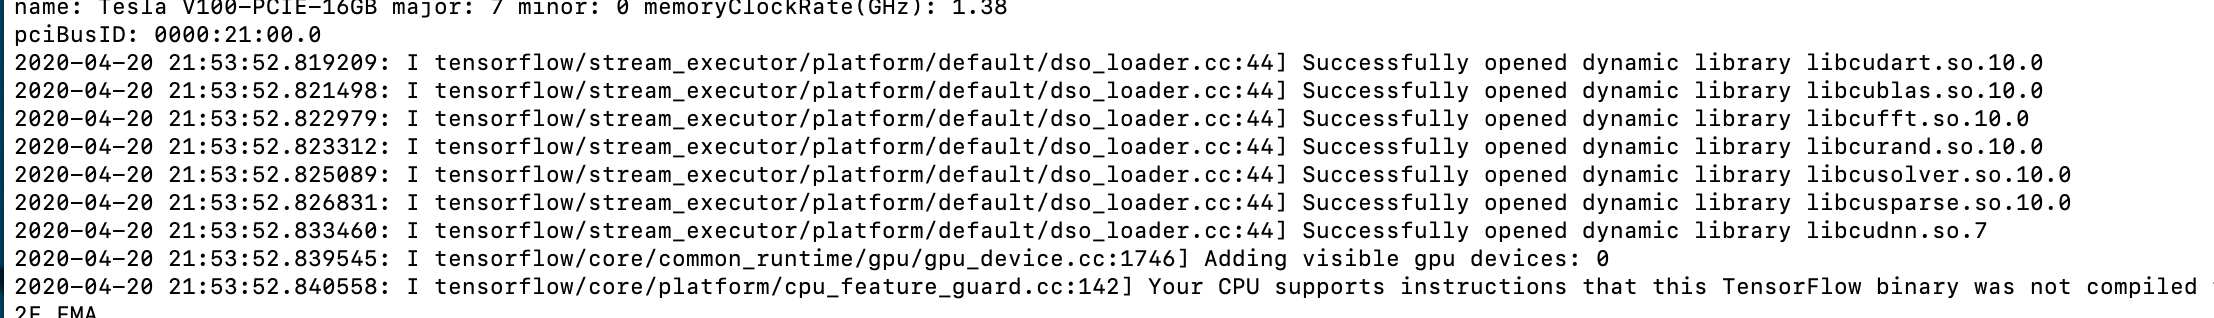 name: Tesla V100-PCIE-16GB major: 7 minor: 0 memoryClockRate(GHz): 1.38
pciBusID: 0000:21:00.0
2020-04-20 21:53:52.819209: I tensorflow/stream_executor/platform/default/dso_loader.cc:44] Successfully opened dynamic library libcudart.so.10.0
2020-04-20 21:53:52.821498: I tensorflow/stream_executor/platform/default/dso_loader.cc:44] Successfully opened dynamic library libcublas.so.10.0
2020-04-20 21:53:52.822979: I tensorflow/stream_executor/platform/default/dso_loader.cc:44] Successfully opened dynamic library libcufft.so.10.0
2020-04-20 21:53:52.823312: I tensorflow/stream_executor/platform/default/dso_loader.cc:44] Successfully opened dynamic library libcurand.so.10.0
2020-04-20 21:53:52.825089: I tensorflow/stream_executor/platform/default/dso_loader.cc:44] Successfully opened dynamic library libcusolver.so.10.0
2020-04-20 21:53:52.826831: I tensorflow/stream_executor/platform/default/dso_loader.cc:44] Successfully opened dynamic library libcusparse.so.10.0
2020-04-20 21:53:52.833460: I tensorflow/stream_executor/platform/default/dso_loader.cc:44] Successfully opened dynamic library libcudnn.so.7
2020-04-20 21:53:52.839545: I tensorflow/core/common_runtime/gpu/gpu_device.cc:1746] Adding visible gpu devices: 0
2020-04-20 21:53:52.840558: I tensorflow/core/platform/cpu_feature_guard.cc:142] Your CPU supports instructions that this TensorFlow binary was not compiled
2F FMA